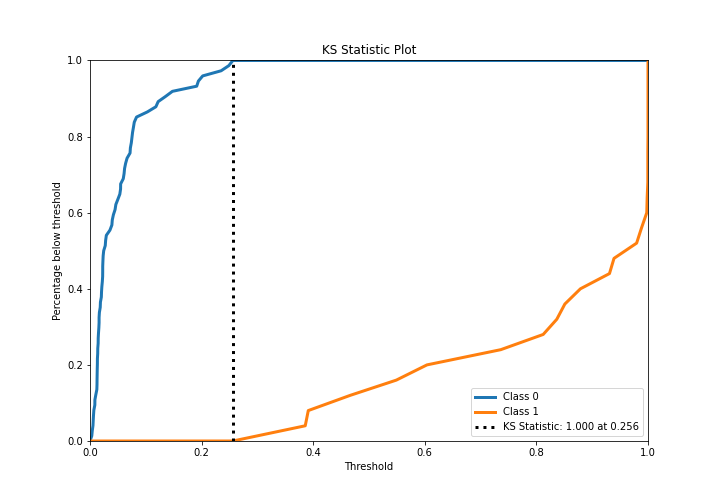 KS Statistic Plot
Percentage below threshold
1.0
0.8
0.6
0.4
0.2
0.0
0.0 0.2 0.4 0.6 0.8 1.0
Threshold
Class 0
Class 1
KS Statistic: 1.000 at 0.256